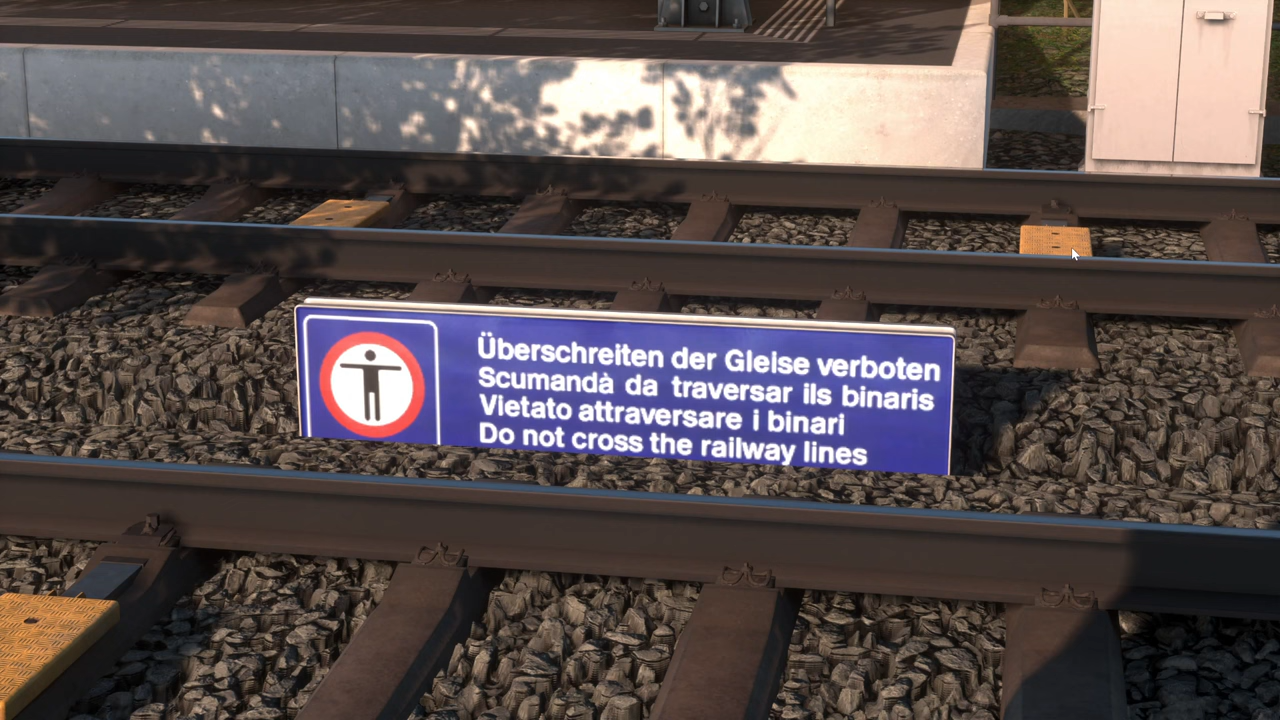 Überschreiten der Gleise verboten
Scumandà da traversar ils binaris
Vietato attraversare i binari
Do not cross the railway lines